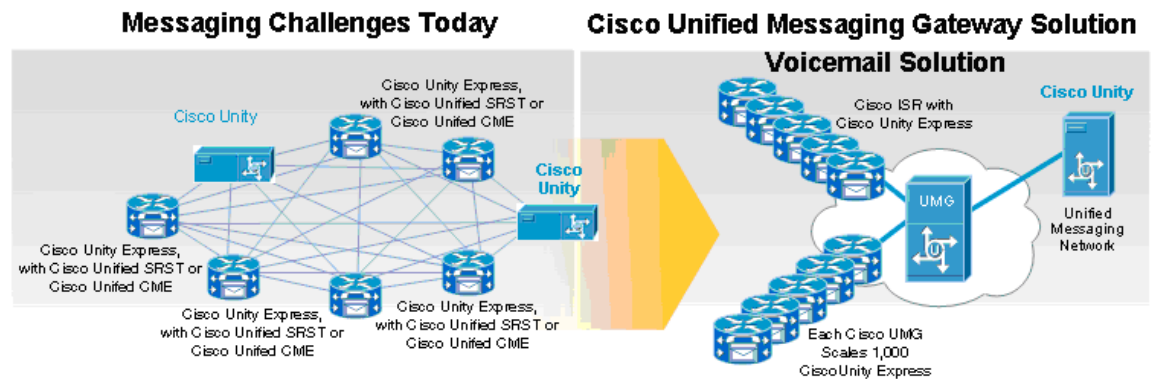 Messaging Challenges Today
Cisco Unity Express,
with Cisco Unified SRST or
Cisco Unifed CME
Cisco Unity
Cisco
Unity
Cisco Unity Express,
with Cisco Unified SRST or
Cisco Unifed CME
Cisco Unity Express,
with Cisco Unified SRST or
Cisco Unifed CME
Cisco Unity Express,
with Cisco Unified SRST or
Cisco Unifed CME
Cisco Unified Messaging Gateway Solution
Voicemail Solution
Cisco ISR with
Cisco Unity Express
Cisco Unity
UMG
Unified
Messaging
Network
Each Cisco UMG
Scales 1,000
CiscoUnity Express